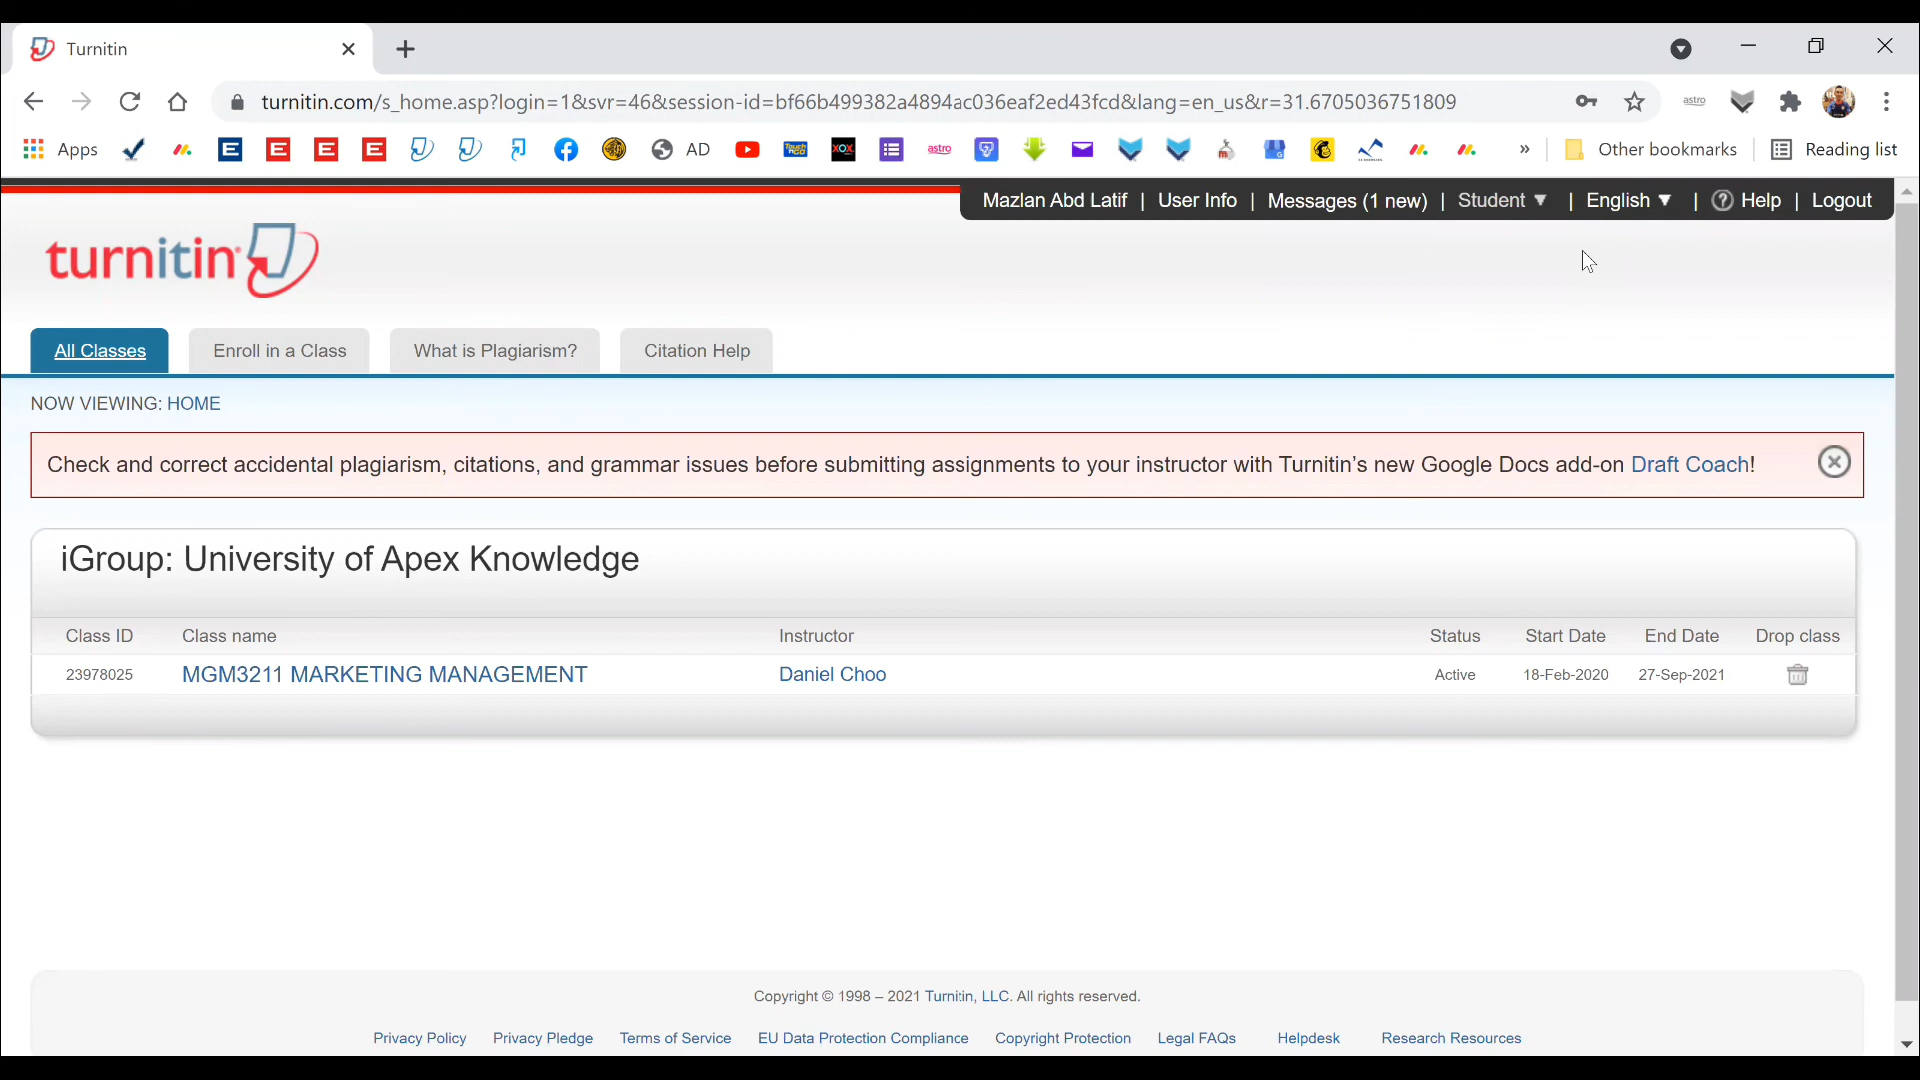 Turnitin
turnitin.com/s_home.asp?login=1&svr=46&session-id=bf66b499382a4894ac036eaf2ed43fcd&lang=en_us&r=31.6705036751809
astro
Apps
AD
XOX
astro
» Other bookmarks
Reading list
Mazlan Abd Latif | User Info | Messages (1 new) | Student ▼ | English ▼ | ? Help | Logout
turnitin
All Classes
Enroll in a Class
What is Plagiarism?
Citation Help
NOW VIEWING: HOME
Check and correct accidental plagiarism, citations, and grammar issues before submitting assignments to your instructor with Turnitin’s new Google Docs add-on Draft Coach!
iGroup: University of Apex Knowledge
Class ID Class name Instructor Status Start Date End Date Drop class
23978025 MGM3211 MARKETING MANAGEMENT Daniel Choo Active 18-Feb-2020 27-Sep-2021
Copyright © 1998 – 2021 Turnitin, LLC. All rights reserved.
Privacy Policy Privacy Pledge Terms of Service EU Data Protection Compliance Copyright Protection Legal FAQs Helpdesk Research Resources